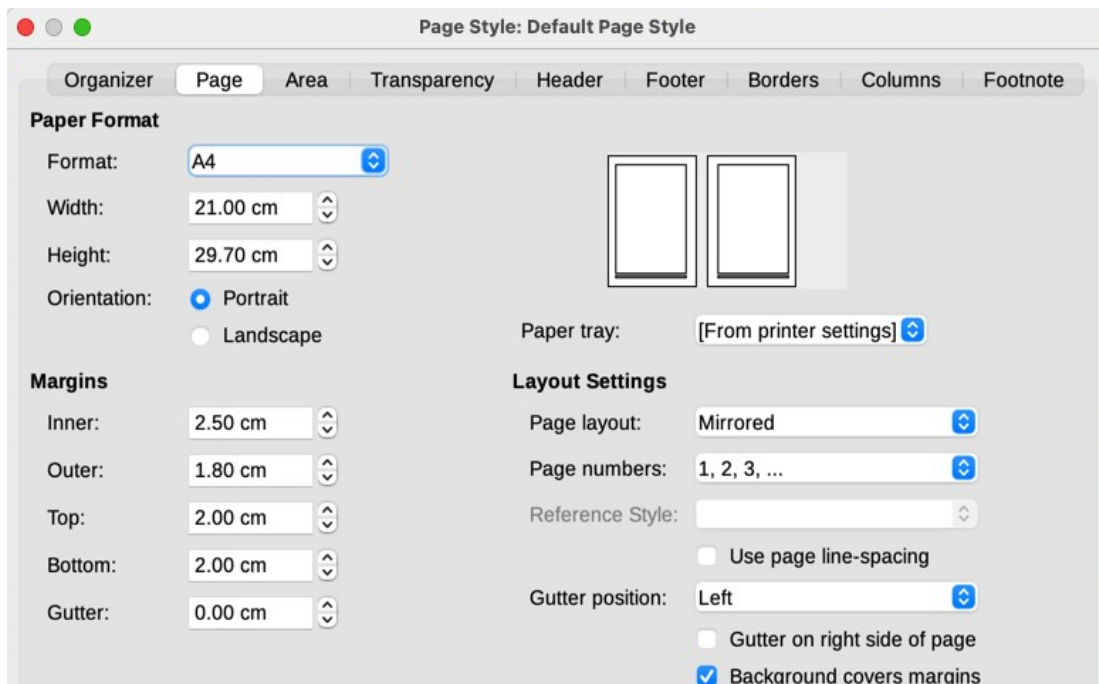 Page Style: Default Page Style
Organizer Page Area Transparency Header Footer Borders Columns Footnote
Paper Format
Format: A4
Width: 21.00 cm
Height: 29.70 cm
Orientation: Portrait
Landscape
Paper tray: [From printer settings]
Margins
Inner: 2.50 cm
Outer: 1.80 cm
Top: 2.00 cm
Bottom: 2.00 cm
Gutter: 0.00 cm
Layout Settings
Page layout: Mirrored
Page numbers: 1, 2, 3, ...
Reference Style:
Use page line-spacing
Gutter position: Left
Gutter on right side of page
Background covers margins